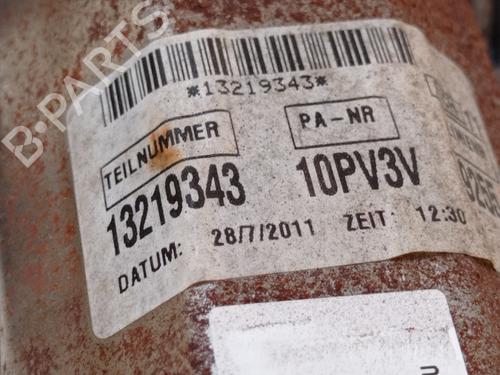 B-PARTS
*13219343*
TEILNUMMER
PA-NR
13219343
10PV3V
DATUM: 28/7/2011 ZEIT: 12:30